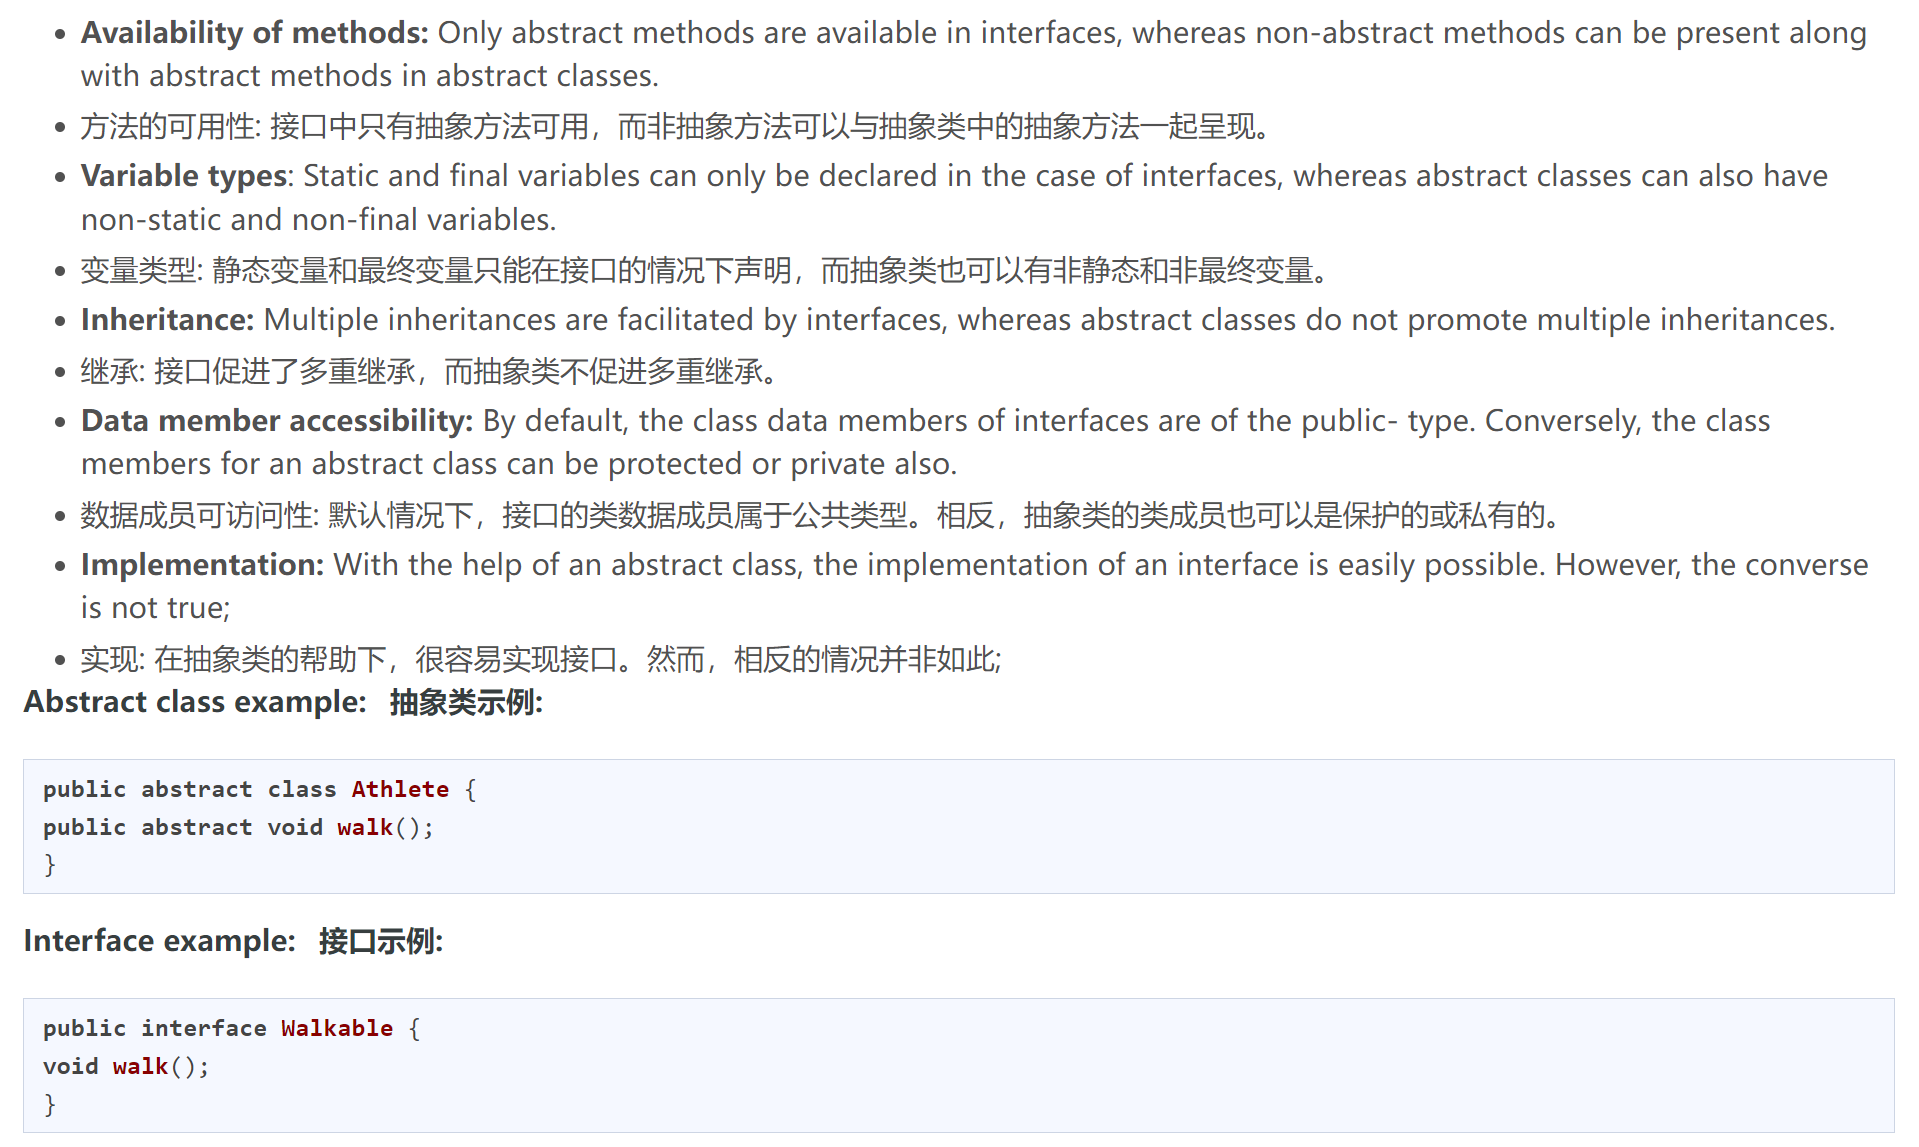 Availability of methods: Only abstract methods are available in interfaces, whereas non-abstract methods can be present along
with abstract methods in abstract classes.
方法的可用性: 接口中只有抽象方法可用，而非抽象方法可以与抽象类中的抽象方法一起呈现。
Variable types: Static and final variables can only be declared in the case of interfaces, whereas abstract classes can also have
non-static and non-final variables.
变量类型: 静态变量和最终变量只能在接口的情况下声明，而抽象类也可以有非静态和非最终变量。
Inheritance: Multiple inheritances are facilitated by interfaces, whereas abstract classes do not promote multiple inheritances.
继承: 接口促进了多重继承，而抽象类不促进多重继承。
Data member accessibility: By default, the class data members of interfaces are of the public- type. Conversely, the class
members for an abstract class can be protected or private also.
数据成员可访问性: 默认情况下，接口的类数据成员属于公共类型。相反，抽象类的类成员也可以是保护的或私有的。
Implementation: With the help of an abstract class, the implementation of an interface is easily possible. However, the converse
is not true;
实现: 在抽象类的帮助下，很容易实现接口。然而，相反的情况并非如此;
Abstract class example: 抽象类示例:
public abstract class Athlete {
public abstract void walk();
}
Interface example: 接口示例:
public interface Walkable {
void walk();
}